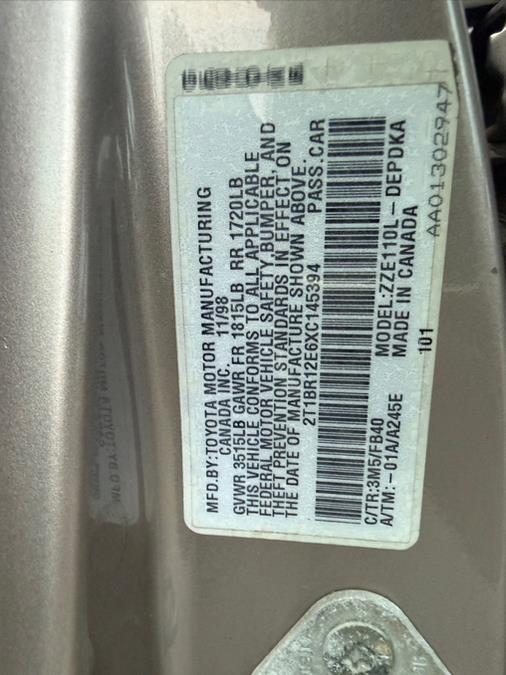 MFD.BY:TOYOTA MOTOR MANUFACTURING
CANADA INC. 11/98
GVWR 3515LB GAWR FR 1815LB RR 1720LB
THIS VEHICLE CONFORMS TO ALL APPLICABLE
FEDERAL MOTOR VEHICLE SAFETY, BUMPER, AND
THEFT PREVENTION STANDARDS IN EFFECT ON
THE DATE OF MANUFACTURE SHOWN ABOVE.
2T1BR12E6XC145394 PASS.CAR
C/TR:3M5/FB40 MODEL:ZZE110L-DEPDKA
A/TM:-01A/A245E MADE IN CANADA
101
AA01302947